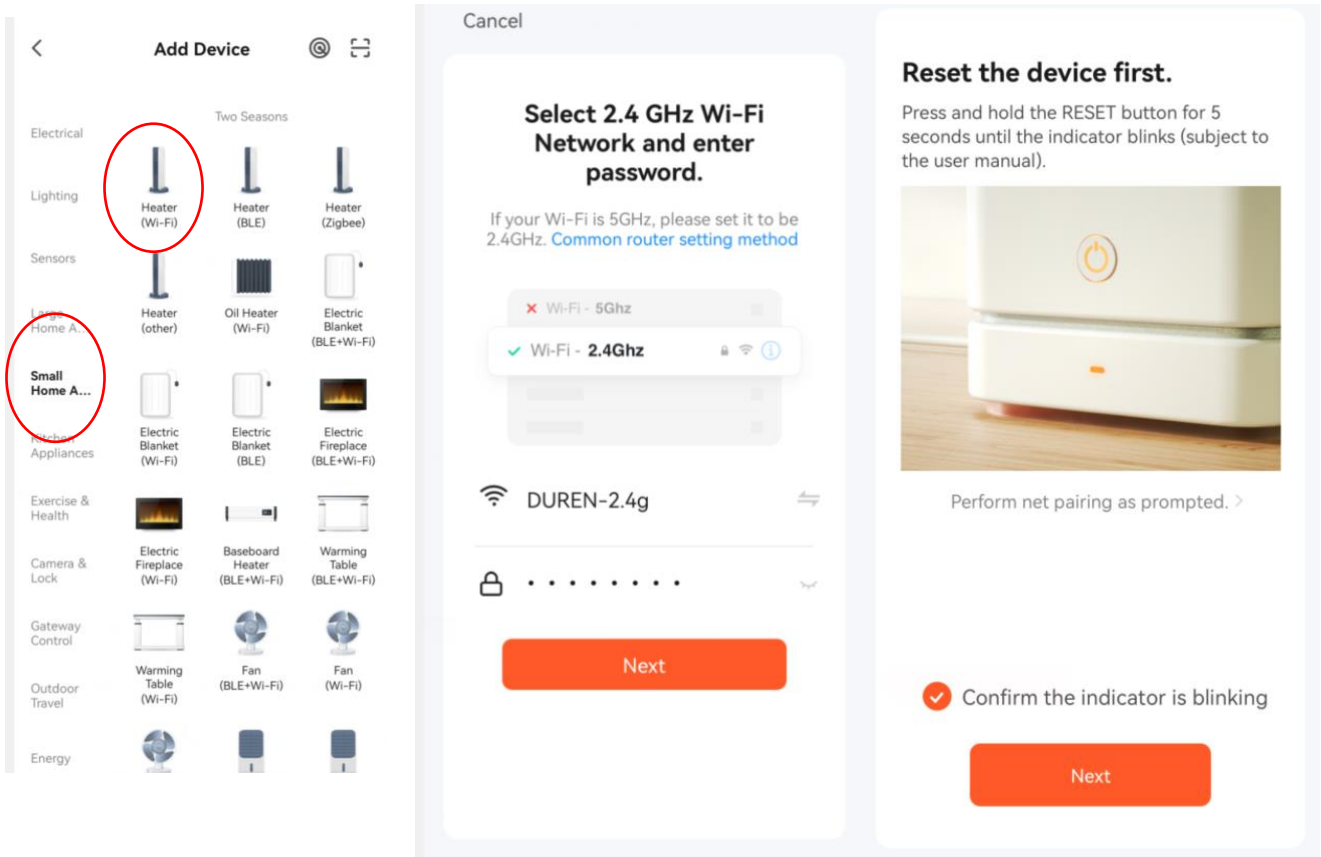 Add Device
Electrical
Lighting
Sensors
Large
Home A...
Small
Home A...
Kitchen
Appliances
Exercise &
Health
Camera &
Lock
Gateway
Control
Outdoor
Travel
Energy
Two Seasons
Heater
(Wi-Fi)
Heater
(BLE)
Heater
(Zigbee)
Heater
(other)
Oil Heater
(Wi-Fi)
Electric
Blanket
(BLE+Wi-Fi)
Electric
Blanket
(Wi-Fi)
Electric
Blanket
(BLE)
Electric
Fireplace
(BLE+Wi-Fi)
Electric
Fireplace
(Wi-Fi)
Baseboard
Heater
(BLE+Wi-Fi)
Warming
Table
(BLE+Wi-Fi)
Warming
Table
(Wi-Fi)
Fan
(BLE+Wi-Fi)
Fan
(Wi-Fi)
Cancel
Select 2.4 GHz Wi-Fi
Network and enter
password.
If your Wi-Fi is 5GHz, please set it to be
2.4GHz. Common router setting method
Wi-Fi - 5Ghz
Wi-Fi - 2.4Ghz
DUREN-2.4g
Next
Reset the device first.
Press and hold the RESET button for 5
seconds until the indicator blinks (subject to
the user manual).
Perform net pairing as prompted. >
Confirm the indicator is blinking
Next